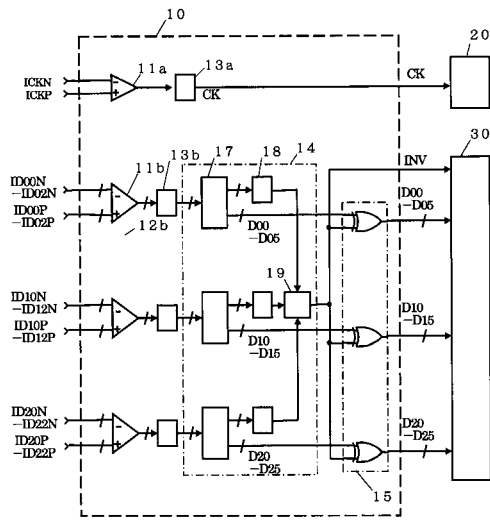 10
20
11a
13a
ICKN
ICKP
CK
CK
30
11b
13b
17
18
14
INV
ID00N
-ID02N
ID00P
-ID02P
12b
D00
-D05
D00
-D05
19
ID10N
-ID12N
ID10P
-ID12P
D10
-D15
D10
-D15
ID20N
-ID22N
ID20P
-ID22P
D20
-D25
D20
-D25
15